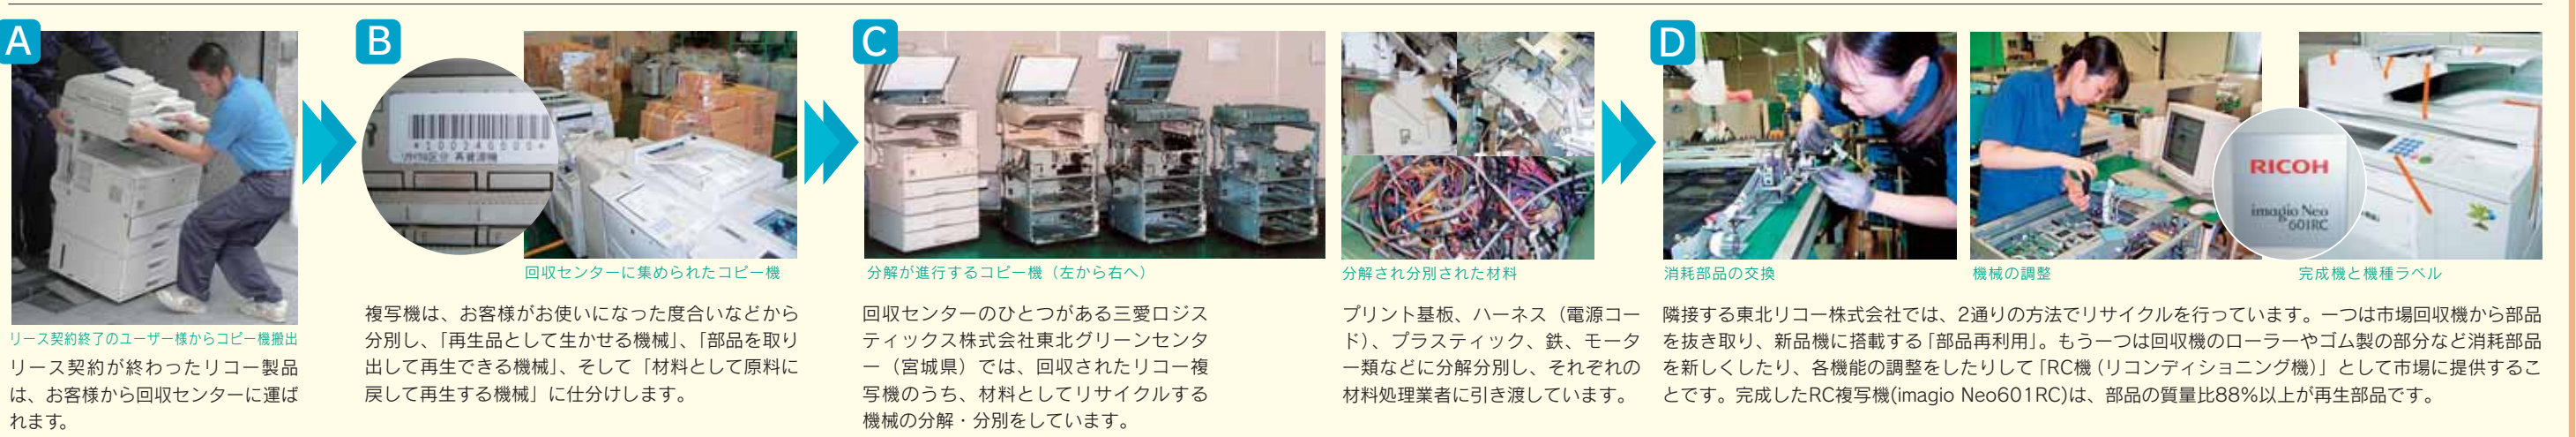 A
リース契約終了のユーザー様からコピー機搬出
リース契約が終わったリコー製品
は、お客様から回収センターに運ば
れます。
B
*100240600*
ﾘｻｲｸﾙ区分 再資源機
回収センターに集められたコピー機
複写機は、お客様がお使いになった度合いなどから
分別し、「再生品として生かせる機械」、「部品を取り
出して再生できる機械」、そして「材料として原料に
戻して再生する機械」に仕分けします。
C
分解が進行するコピー機（左から右へ）
回収センターのひとつがある三愛ロジス
ティックス株式会社東北グリーンセンタ
ー（宮城県）では、回収されたリコー複
写機のうち、材料としてリサイクルする
機械の分解・分別をしています。
分解され分別された材料
プリント基板、ハーネス（電源コー
ド）、プラスティック、鉄、モータ
ー類などに分解分別し、それぞれの
材料処理業者に引き渡しています。
D
消耗部品の交換
機械の調整
RICOH
imagio Neo
601RC
完成機と機種ラベル
隣接する東北リコー株式会社では、2通りの方法でリサイクルを行っています。一つは市場回収機から部品
を抜き取り、新品機に搭載する「部品再利用」。もう一つは回収機のローラーやゴム製の部分など消耗部品
を新しくしたり、各機能の調整をしたりして「RC機（リコンディショニング機）」として市場に提供するこ
とです。完成したRC複写機(imagio Neo601RC)は、部品の質量比88%以上が再生部品です。